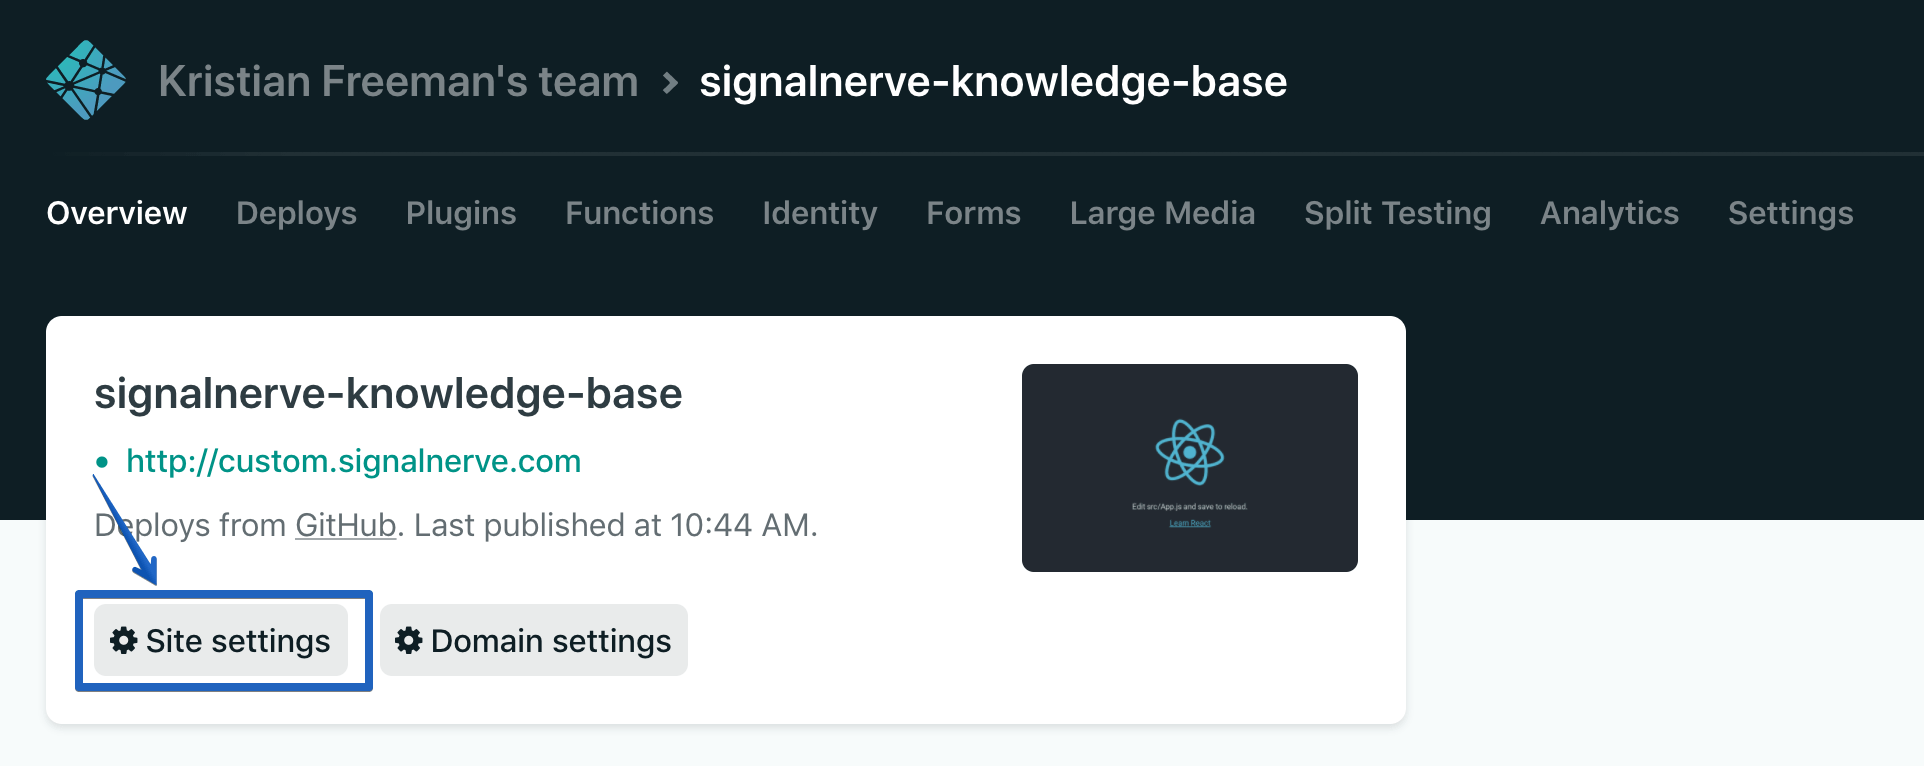 Kristian Freeman's team > signalnerve-knowledge-base
Overview Deploys Plugins Functions Identity Forms Large Media Split Testing Analytics Settings
signalnerve-knowledge-base
• http://custom.signalnerve.com
Deploys from GitHub. Last published at 10:44 AM.
Edit src/App.js and save to reload.
Learn React
Site settings Domain settings